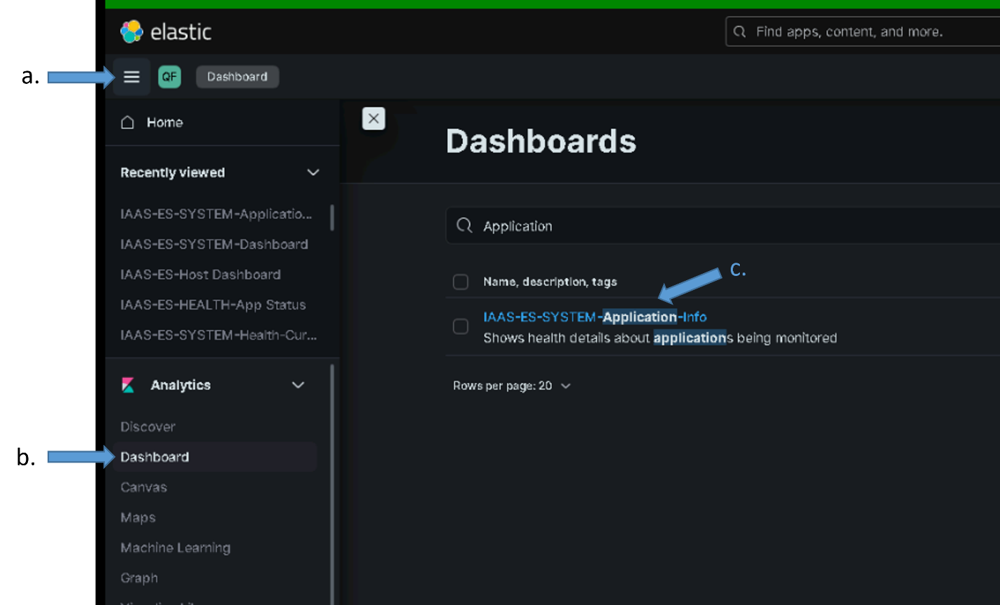 elastic
Find apps, content, and more.
a.
QF
Dashboard
Home
Dashboards
Recently viewed
IAAS-ES-SYSTEM-Applicatio...
IAAS-ES-SYSTEM-Dashboard
IAAS-ES-Host Dashboard
IAAS-ES-HEALTH-App Status
IAAS-ES-SYSTEM-Health-Cur...
Application
c.
Name, description, tags
IAAS-ES-SYSTEM-Application-Info
Shows health details about applications being monitored
Rows per page: 20
Analytics
Discover
b.
Dashboard
Canvas
Maps
Machine Learning
Graph